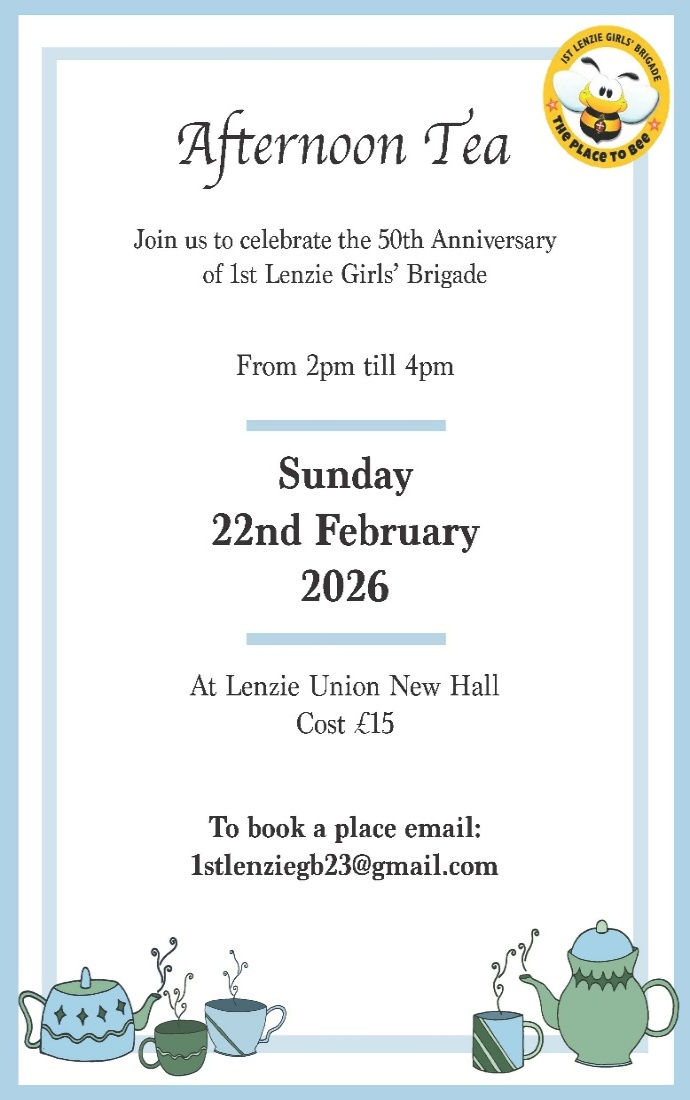 1ST LENZIE GIRLS' BRIGADE
THE PLACE TO BEE
Afternoon Tea
Join us to celebrate the 50th Anniversary
of 1st Lenzie Girls’ Brigade
From 2pm till 4pm
Sunday
22nd February
2026
At Lenzie Union New Hall
Cost £15
To book a place email:
1stlenziegb23@gmail.com